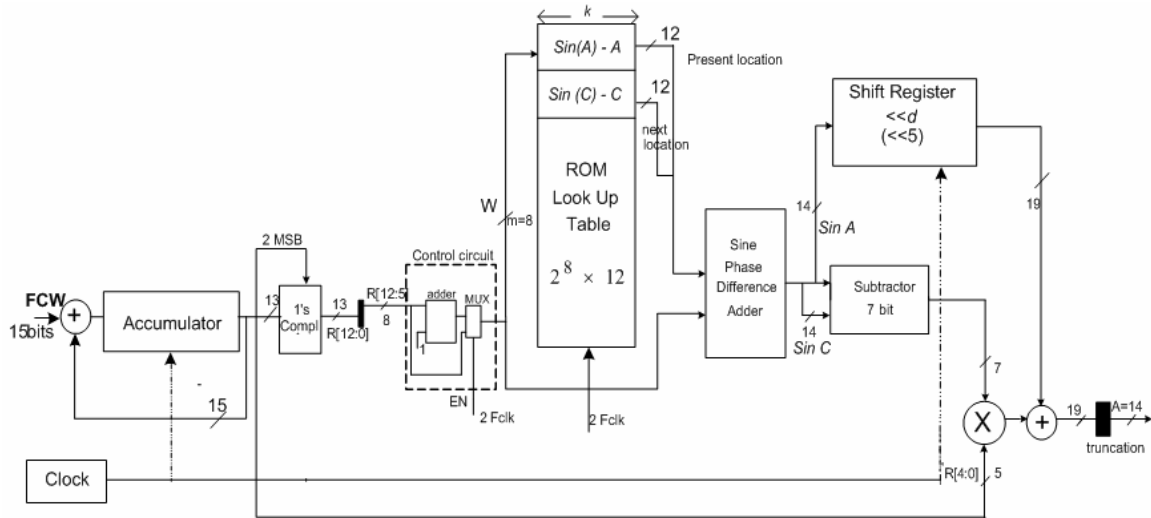 k
Sin(A) - A
12
Present location
Sin (C) - C
12
next
location
ROM
Look Up
Table
2^8 × 12
W
m=8
Shift Register
<<d
(<<5)
14
Sin A
19
2 MSB
Control circuit
FCW
15bits
+
Accumulator
13
1's
Compl
13
R[12:0]
R[12:5]
8
adder
MUX
1
EN
2 Fclk
2 Fclk
15
Sine
Phase
Difference
Adder
14
Sin C
Subtractor
7 bit
7
X
+
19
A=14
truncation
R[4:0]
5
Clock